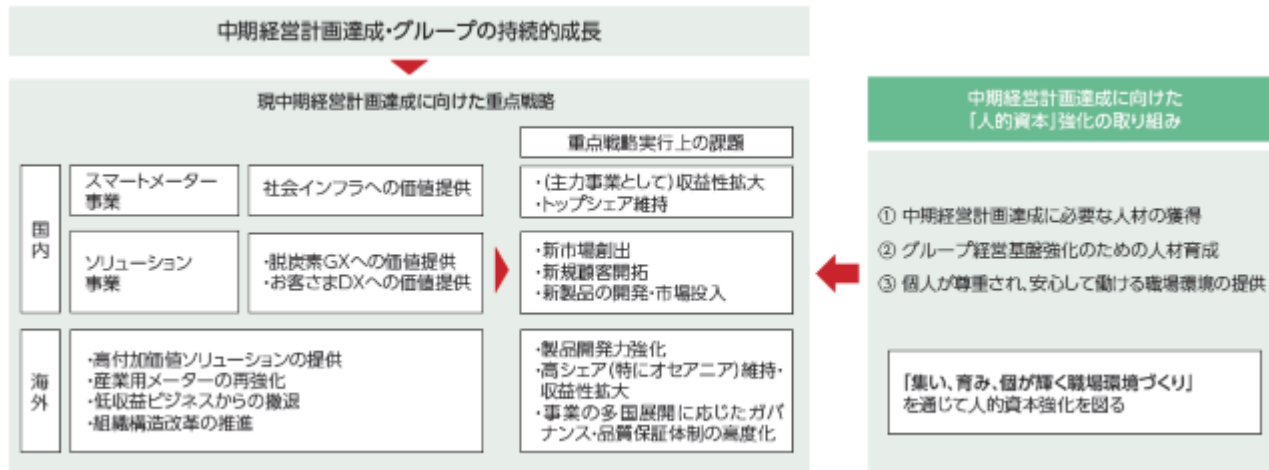 中期経営計画達成・グループの持続的成長
現中期経営計画達成に向けた重点戦略
重点戦略実行上の課題
国内
スマートメーター
事業
社会インフラへの価値提供
・(主力事業として)収益性拡大
・トップシェア維持
ソリューション
事業
・脱炭素GXへの価値提供
・お客さまDXへの価値提供
・新市場創出
・新規顧客開拓
・新製品の開発・市場投入
海外
・高付加価値ソリューションの提供
・産業用メーターの再強化
・低収益ビジネスからの撤退
・組織構造改革の推進
・製品開発力強化
・高シェア(特にオセアニア)維持・
収益性拡大
・事業の多国展開に応じたガバ
ナンス・品質保証体制の高度化
中期経営計画達成に向けた
「人的資本」強化の取り組み
① 中期経営計画達成に必要な人材の獲得
② グループ経営基盤強化のための人材育成
③ 個人が尊重され、安心して働ける職場環境の提供
「集い、育み、個が輝く職場環境づくり」
を通じて人的資本強化を図る